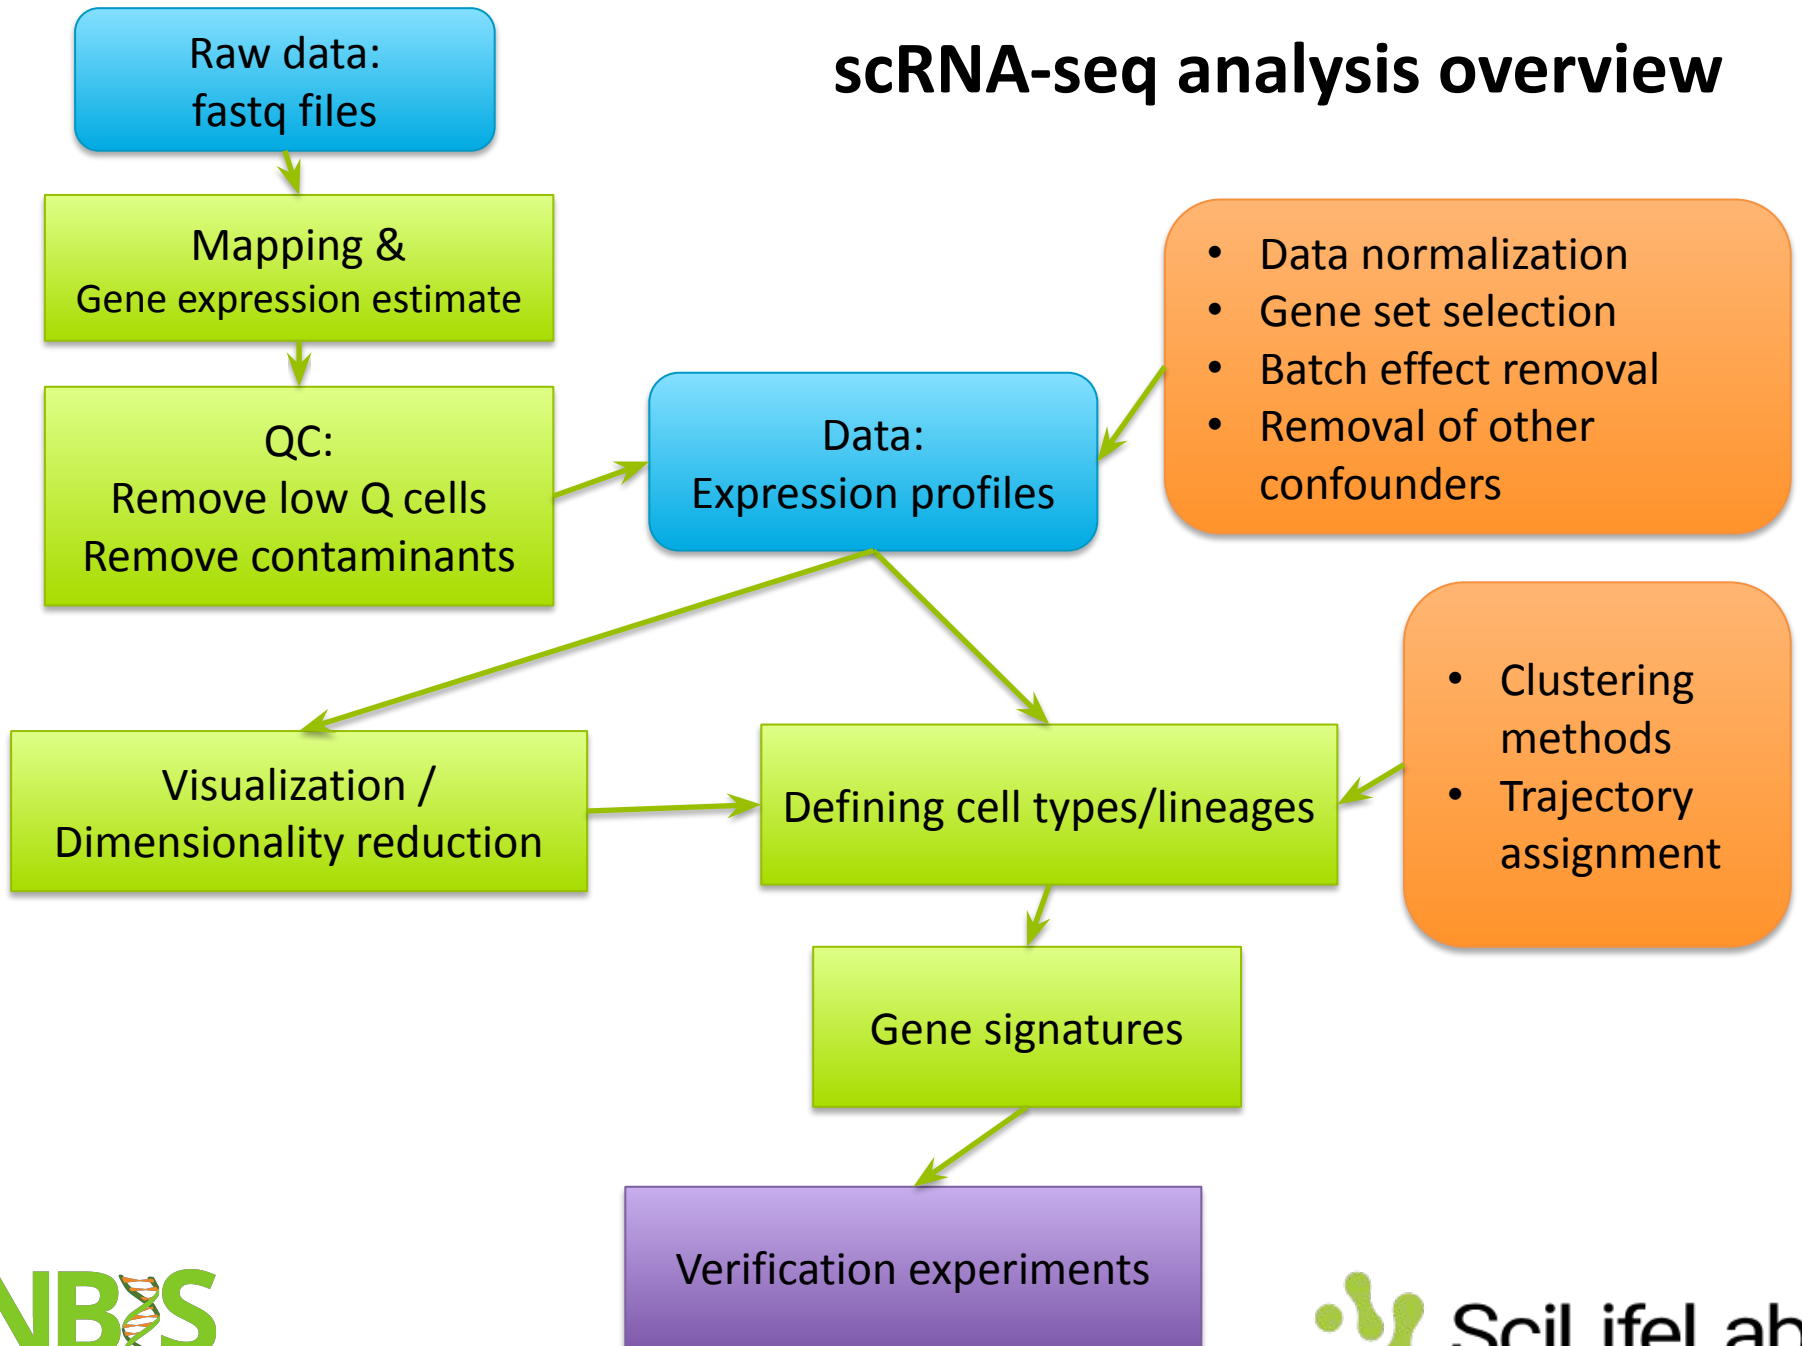 scRNA-seq analysis overview
Raw data:
fastq files
Mapping &
Gene expression estimate
QC:
Remove low Q cells
Remove contaminants
Data:
Expression profiles
• Data normalization
• Gene set selection
• Batch effect removal
• Removal of other
confounders
Visualization /
Dimensionality reduction
Defining cell types/lineages
• Clustering
methods
• Trajectory
assignment
Gene signatures
Verification experiments
NBIS
SciLifeLab